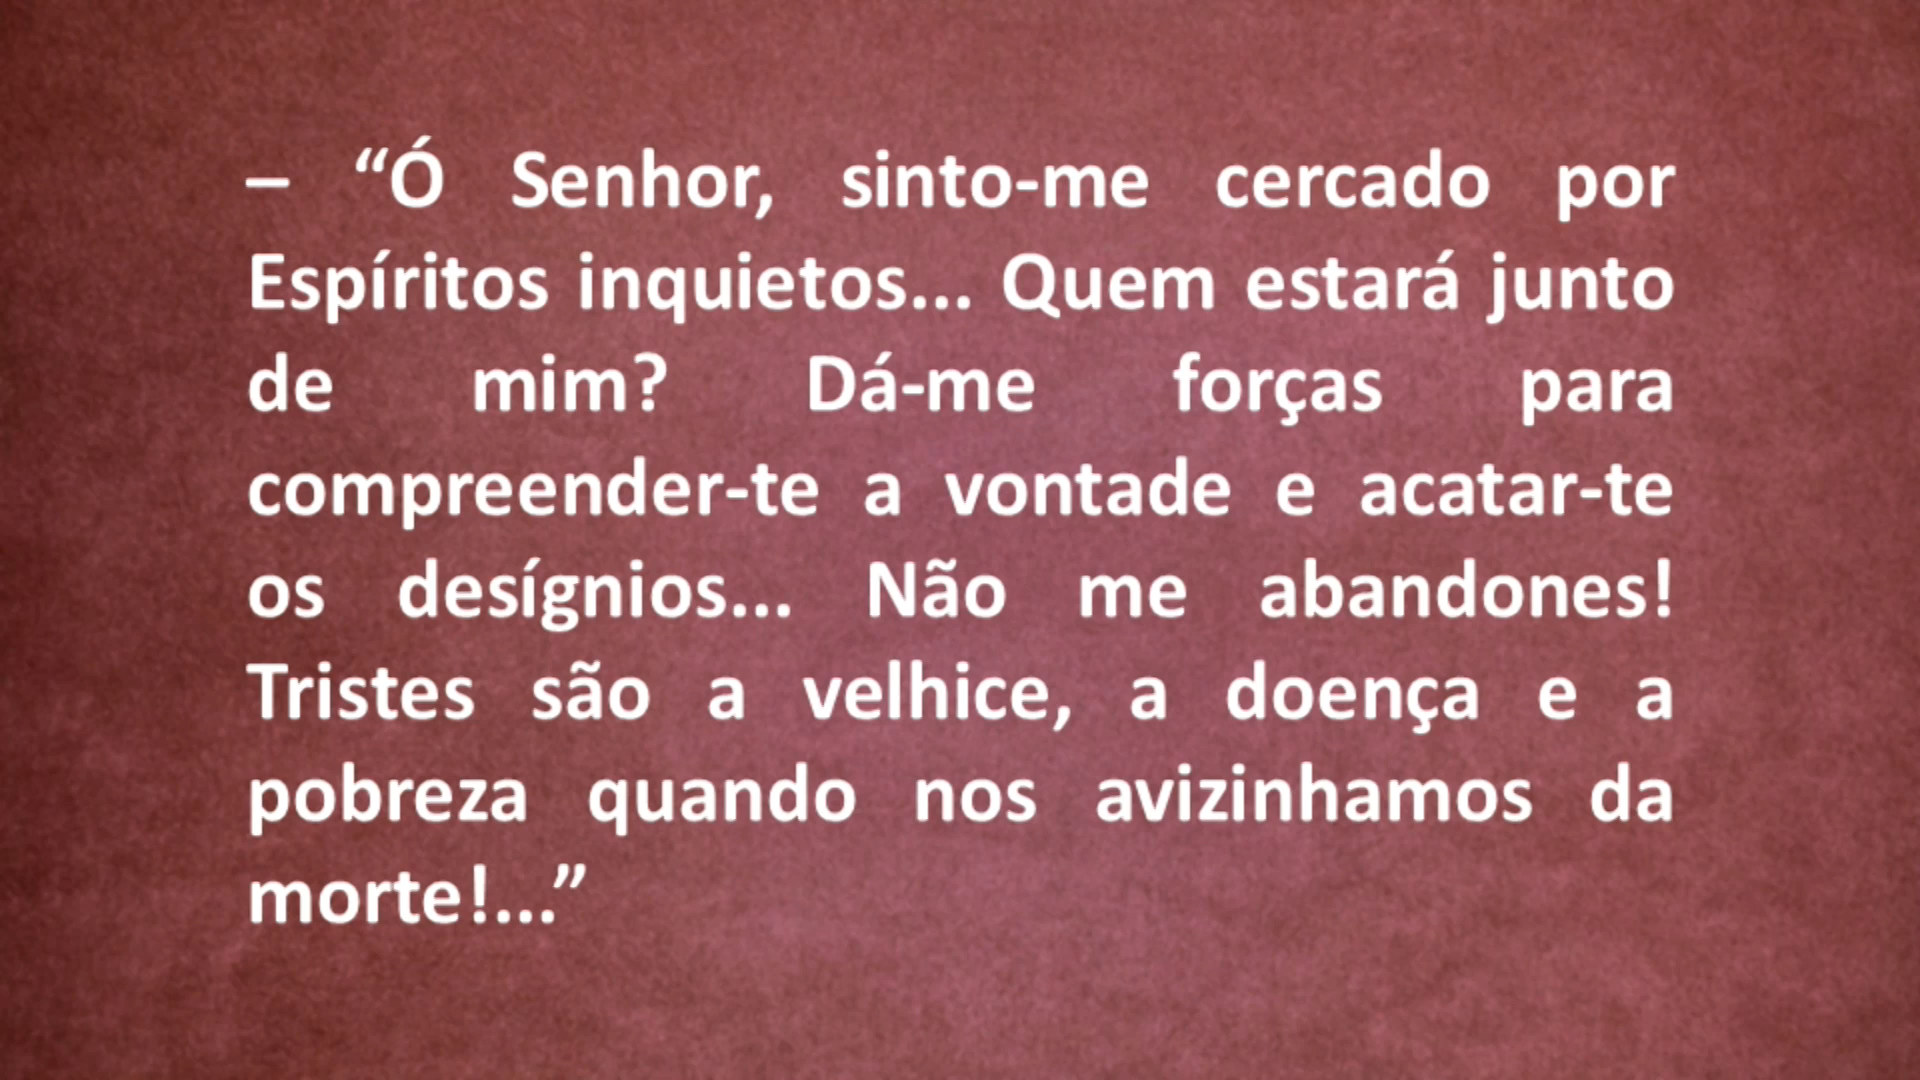 – “Ó Senhor, sinto-me cercado por
Espíritos inquietos... Quem estará junto
de mim? Dá-me forças para
compreender-te a vontade e acatar-te
os desígnios... Não me abandones!
Tristes são a velhice, a doença e a
pobreza quando nos avizinhamos da
morte!...”